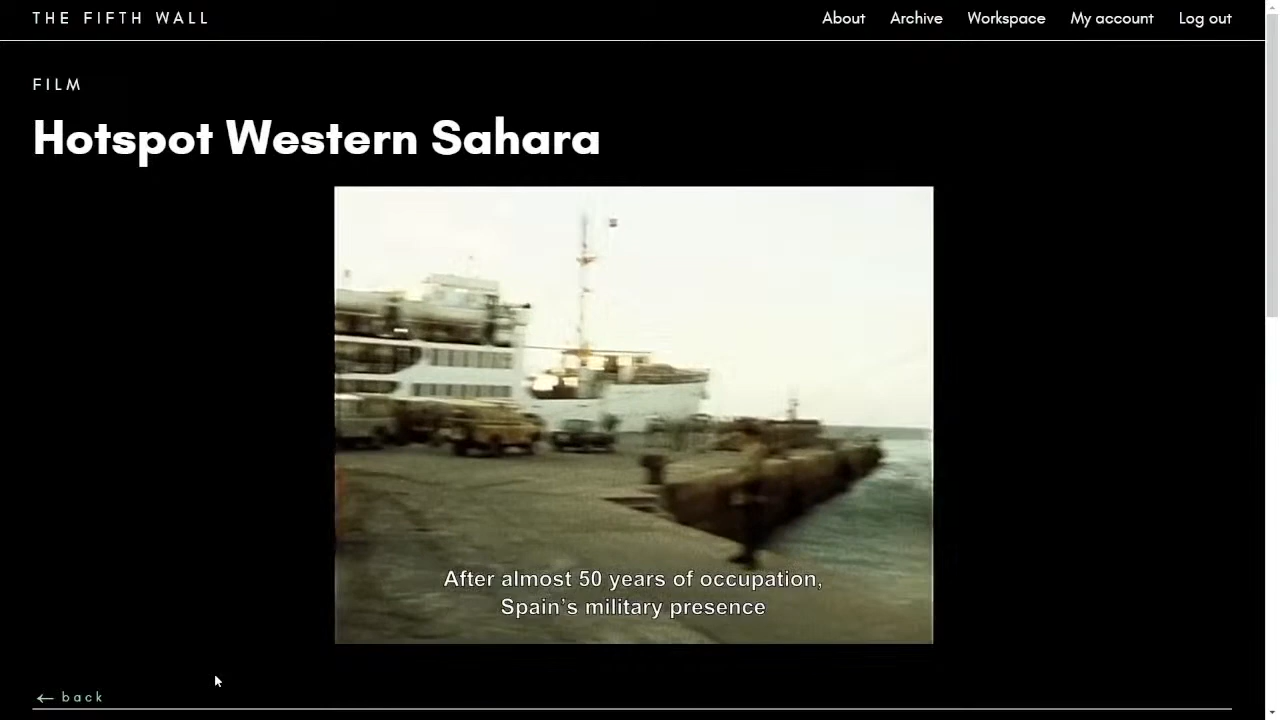 THE FIFTH WALL
About Archive Workspace My account Log out
FILM
Hotspot Western Sahara
After almost 50 years of occupation,
Spain's military presence
← back